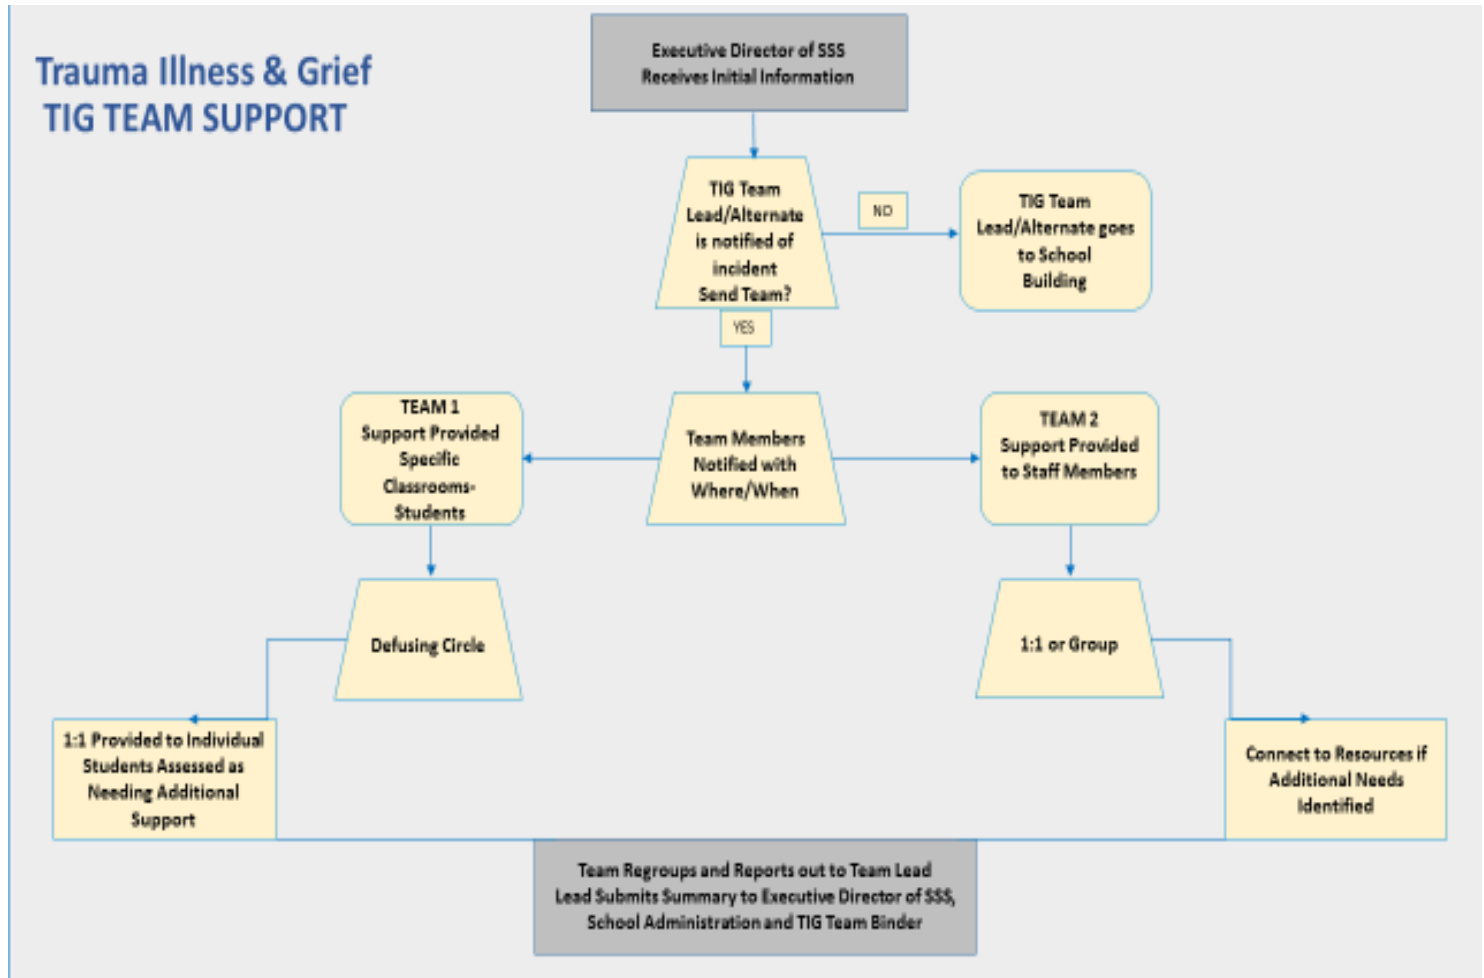 Trauma Illness & Grief
TIG TEAM SUPPORT
Executive Director of SSS
Receives Initial Information
TIG Team
Lead/Alternate
is notified of
incident
Send Team?
NO
TIG Team
Lead/Alternate goes
to School
Building
YES
TEAM 1
Support Provided
Specific
Classrooms-
Students
Team Members
Notified with
Where/When
TEAM 2
Support Provided
to Staff Members
Defusing Circle
1:1 or Group
1:1 Provided to Individual
Students Assessed as
Needing Additional
Support
Connect to Resources if
Additional Needs
Identified
Team Regroups and Reports out to Team Lead
Lead Submits Summary to Executive Director of SSS,
School Administration and TIG Team Binder